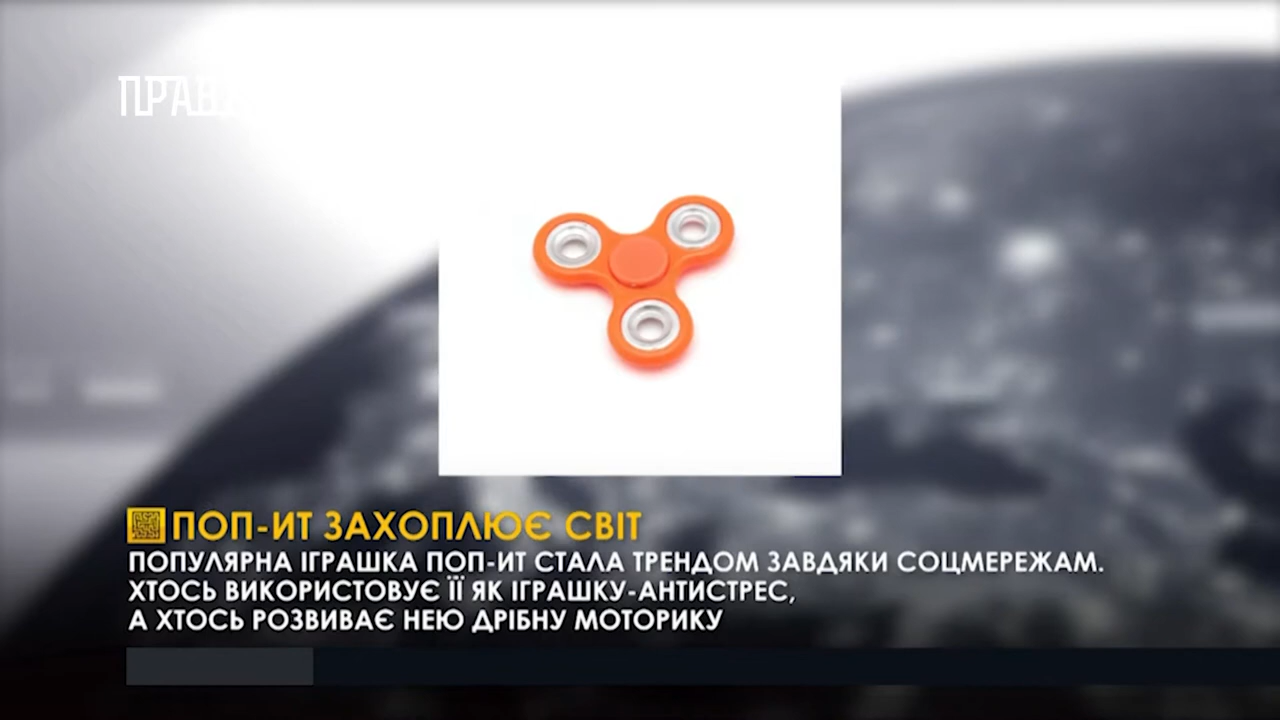 ПОП-ИТ ЗАХОПЛЮЄ СВІТ
ПОПУЛЯРНА ІГРАШКА ПОП-ИТ СТАЛА ТРЕНДОМ ЗАВДЯКИ СОЦМЕРЕЖАМ.
ХТОСЬ ВИКОРИСТОВУЄ ЇЇ ЯК ІГРАШКУ-АНТИСТРЕС,
А ХТОСЬ РОЗВИВАЄ НЕЮ ДРІБНУ МОТОРИКУ